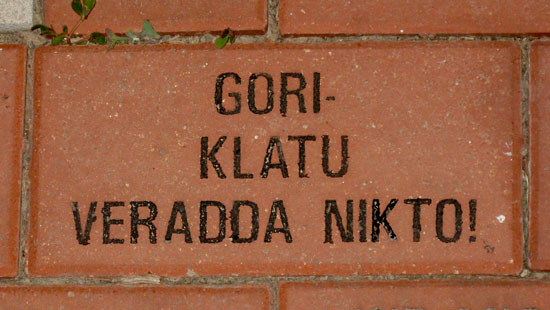 GORI-
KLATU
VERADDA NIKTO!